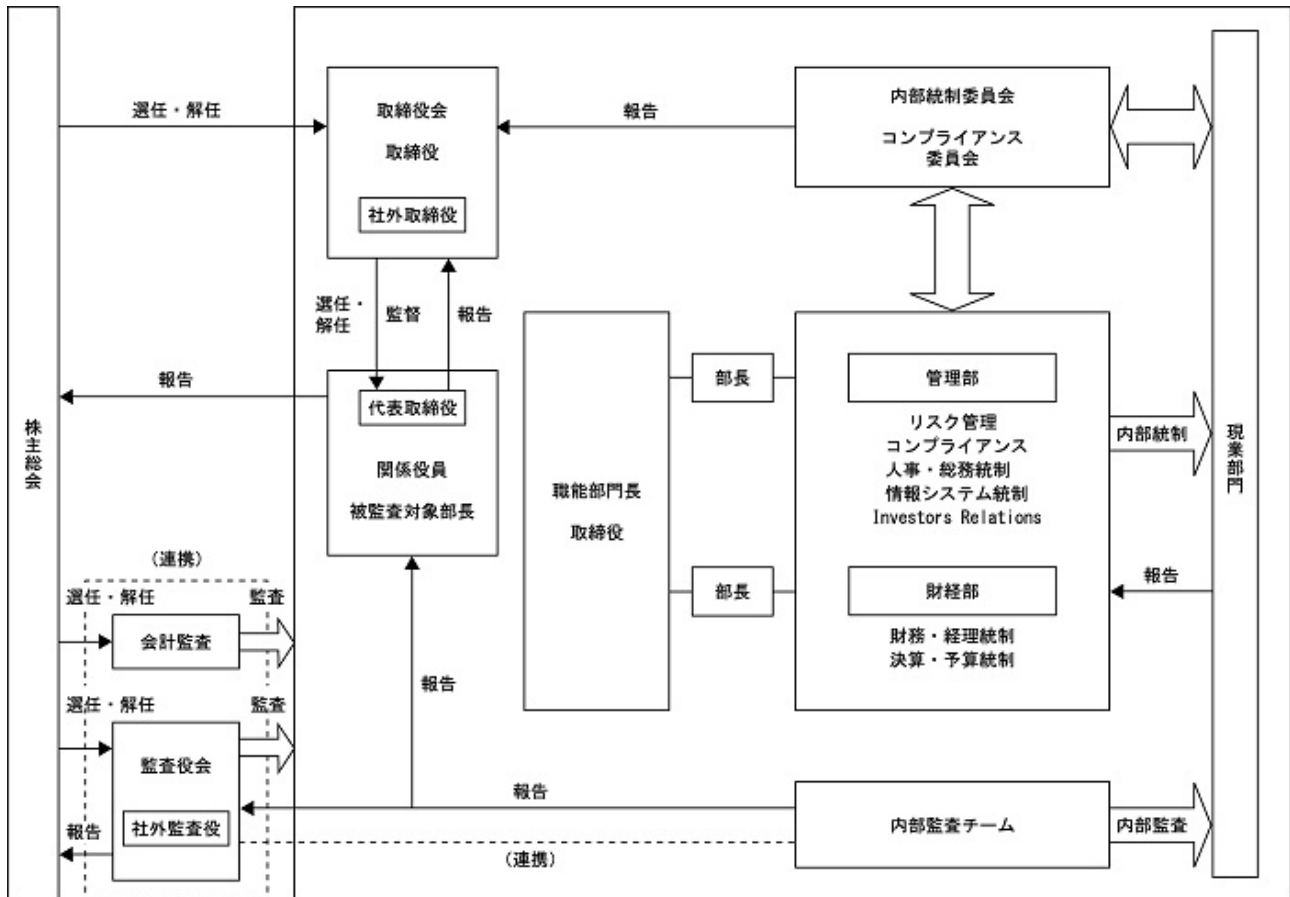 株主総会
選任・解任
取締役会
取締役
社外取締役
報告
内部統制委員会
コンプライアンス
委員会
選任・
解任
監督
報告
報告
代表取締役
関係役員
被監査対象部長
職能部門長
取締役
部長
部長
管理部
リスク管理
コンプライアンス
人事・総務統制
情報システム統制
Investors Relations
財経部
財務・経理統制
決算・予算統制
内部統制
報告
現業部門
(連携)
選任・解任
監査
会計監査
選任・解任
監査
監査役会
社外監査役
報告
報告
報告
(連携)
内部監査チーム
内部監査